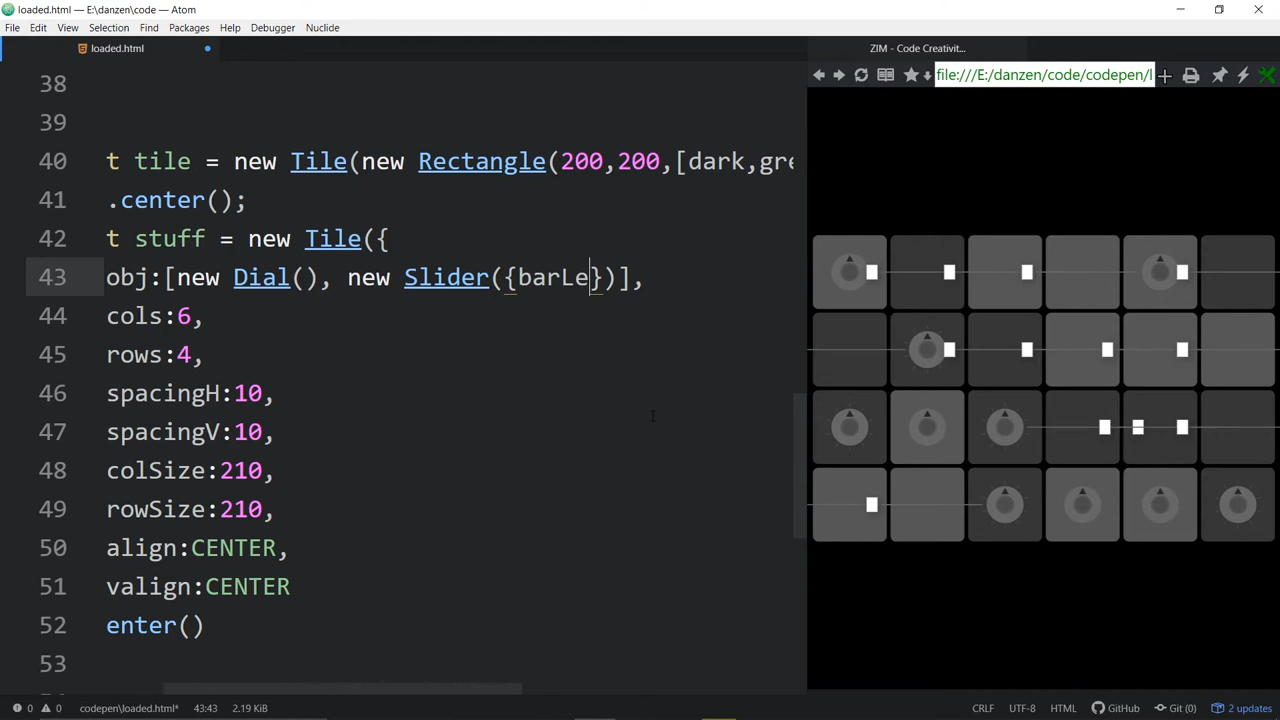 loaded.html — E:\danzen\code — Atom
File Edit View Selection Find Packages Help Debugger Nuclide
loaded.html
ZIM - Code Creativit...
file:///E:/danzen/code/codepen/l
38
39
40 t tile = new Tile(new Rectangle(200,200,[dark,gre
41 .center();
42 t stuff = new Tile({
43 obj:[new Dial(), new Slider({barLe})],
44 cols:6,
45 rows:4,
46 spacingH:10,
47 spacingV:10,
48 colSize:210,
49 rowSize:210,
50 align:CENTER,
51 valign:CENTER
52 enter()
53
0 0 codepen\loaded.html* 43:43 2.19 KiB CRLF UTF-8 HTML GitHub Git (0) 2 updates